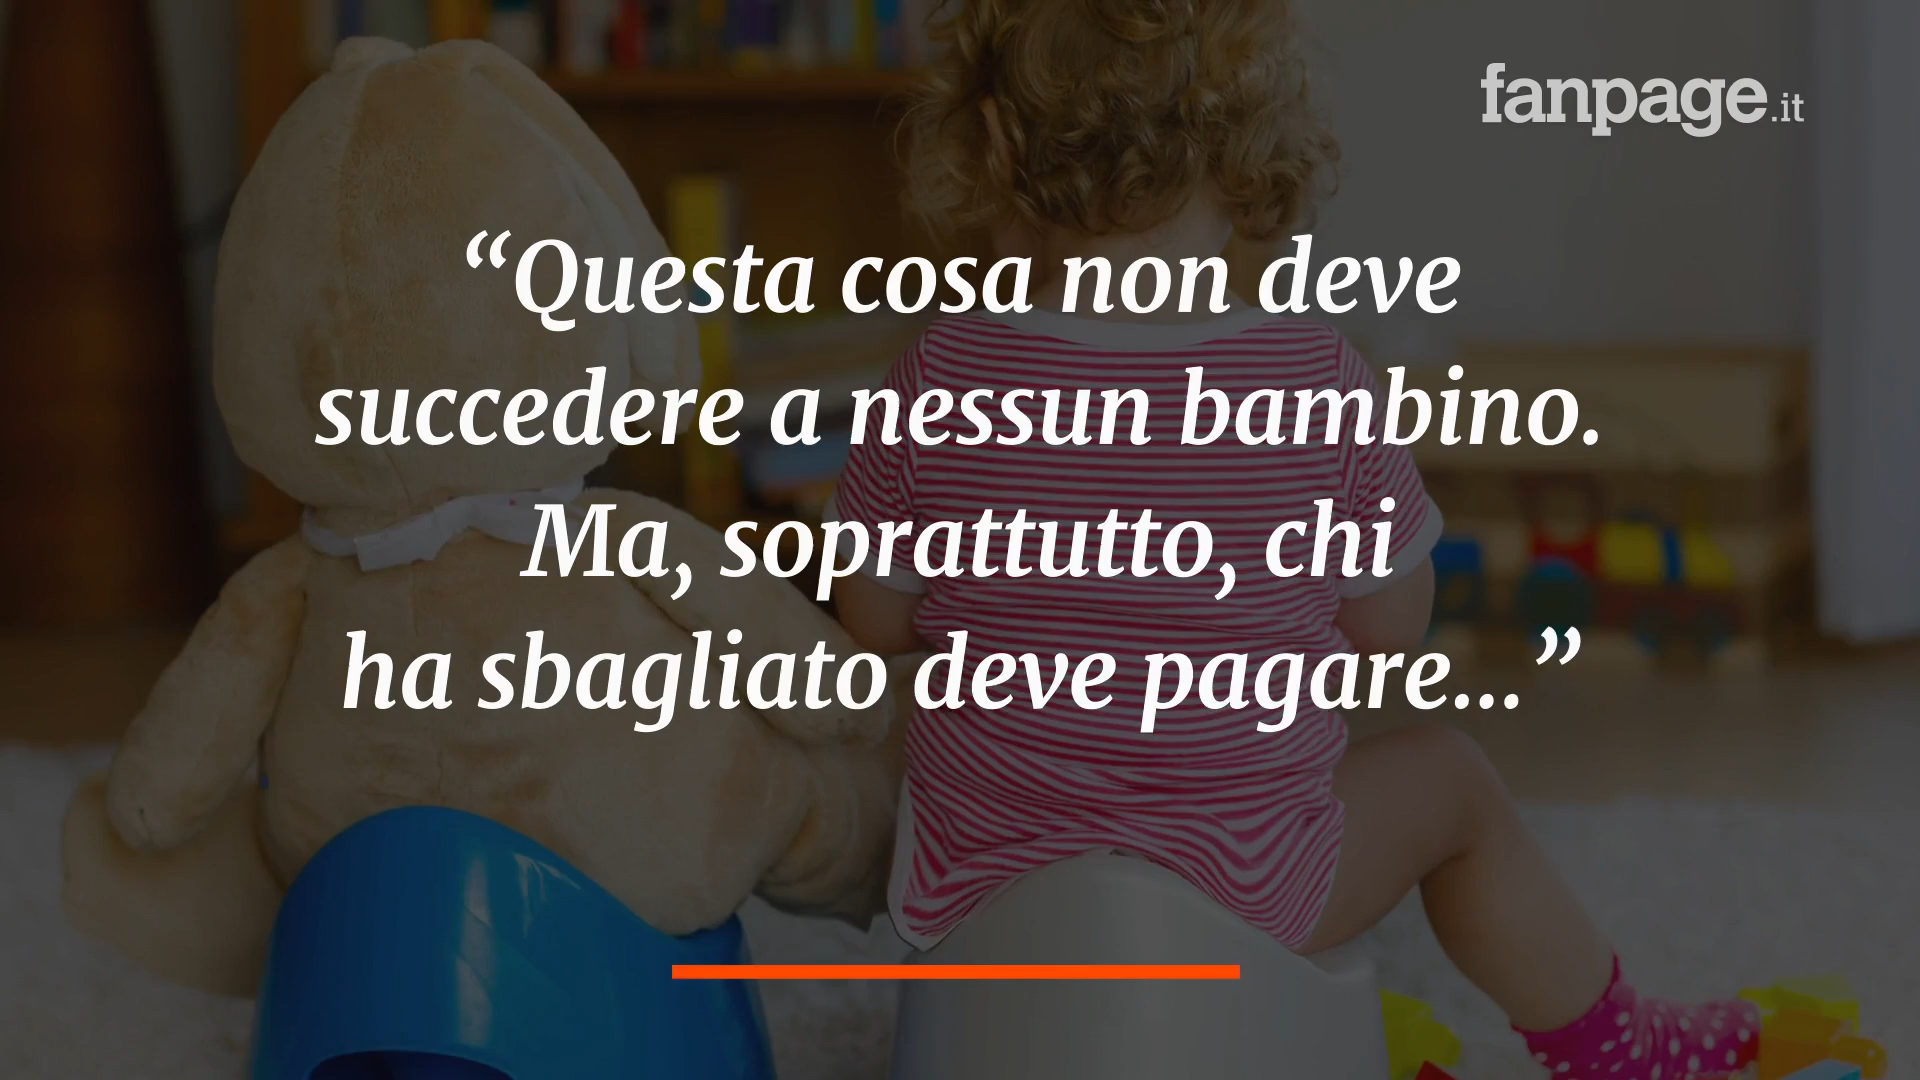 fanpage.it
“Questa cosa non deve
succedere a nessun bambino.
Ma, soprattutto, chi
ha sbagliato deve pagare...”